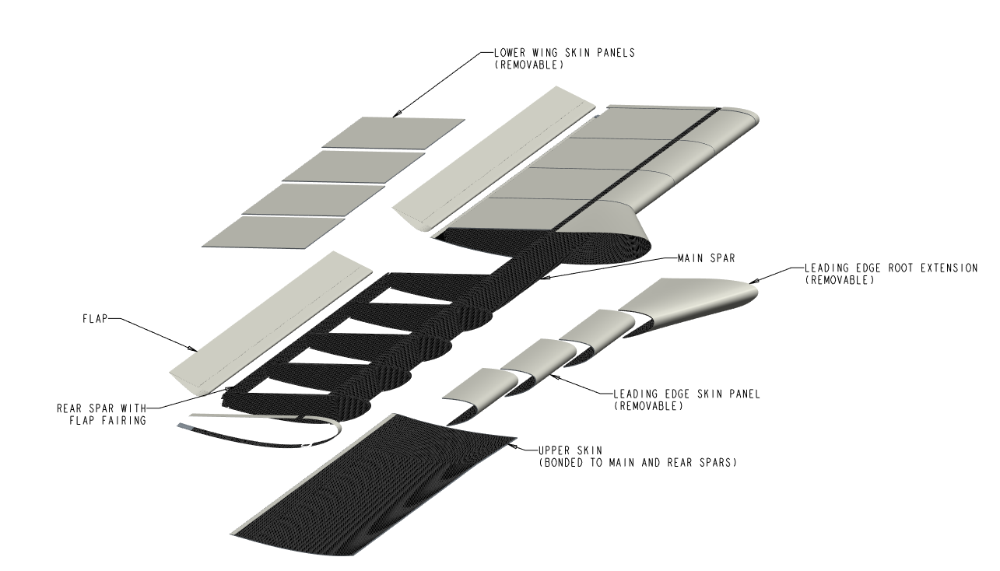 LOWER WING SKIN PANELS
(REMOVABLE)
MAIN SPAR
LEADING EDGE ROOT EXTENSION
(REMOVABLE)
FLAP
LEADING EDGE SKIN PANEL
(REMOVABLE)
REAR SPAR WITH
FLAP FAIRING
UPPER SKIN
(BONDED TO MAIN AND REAR SPARS)